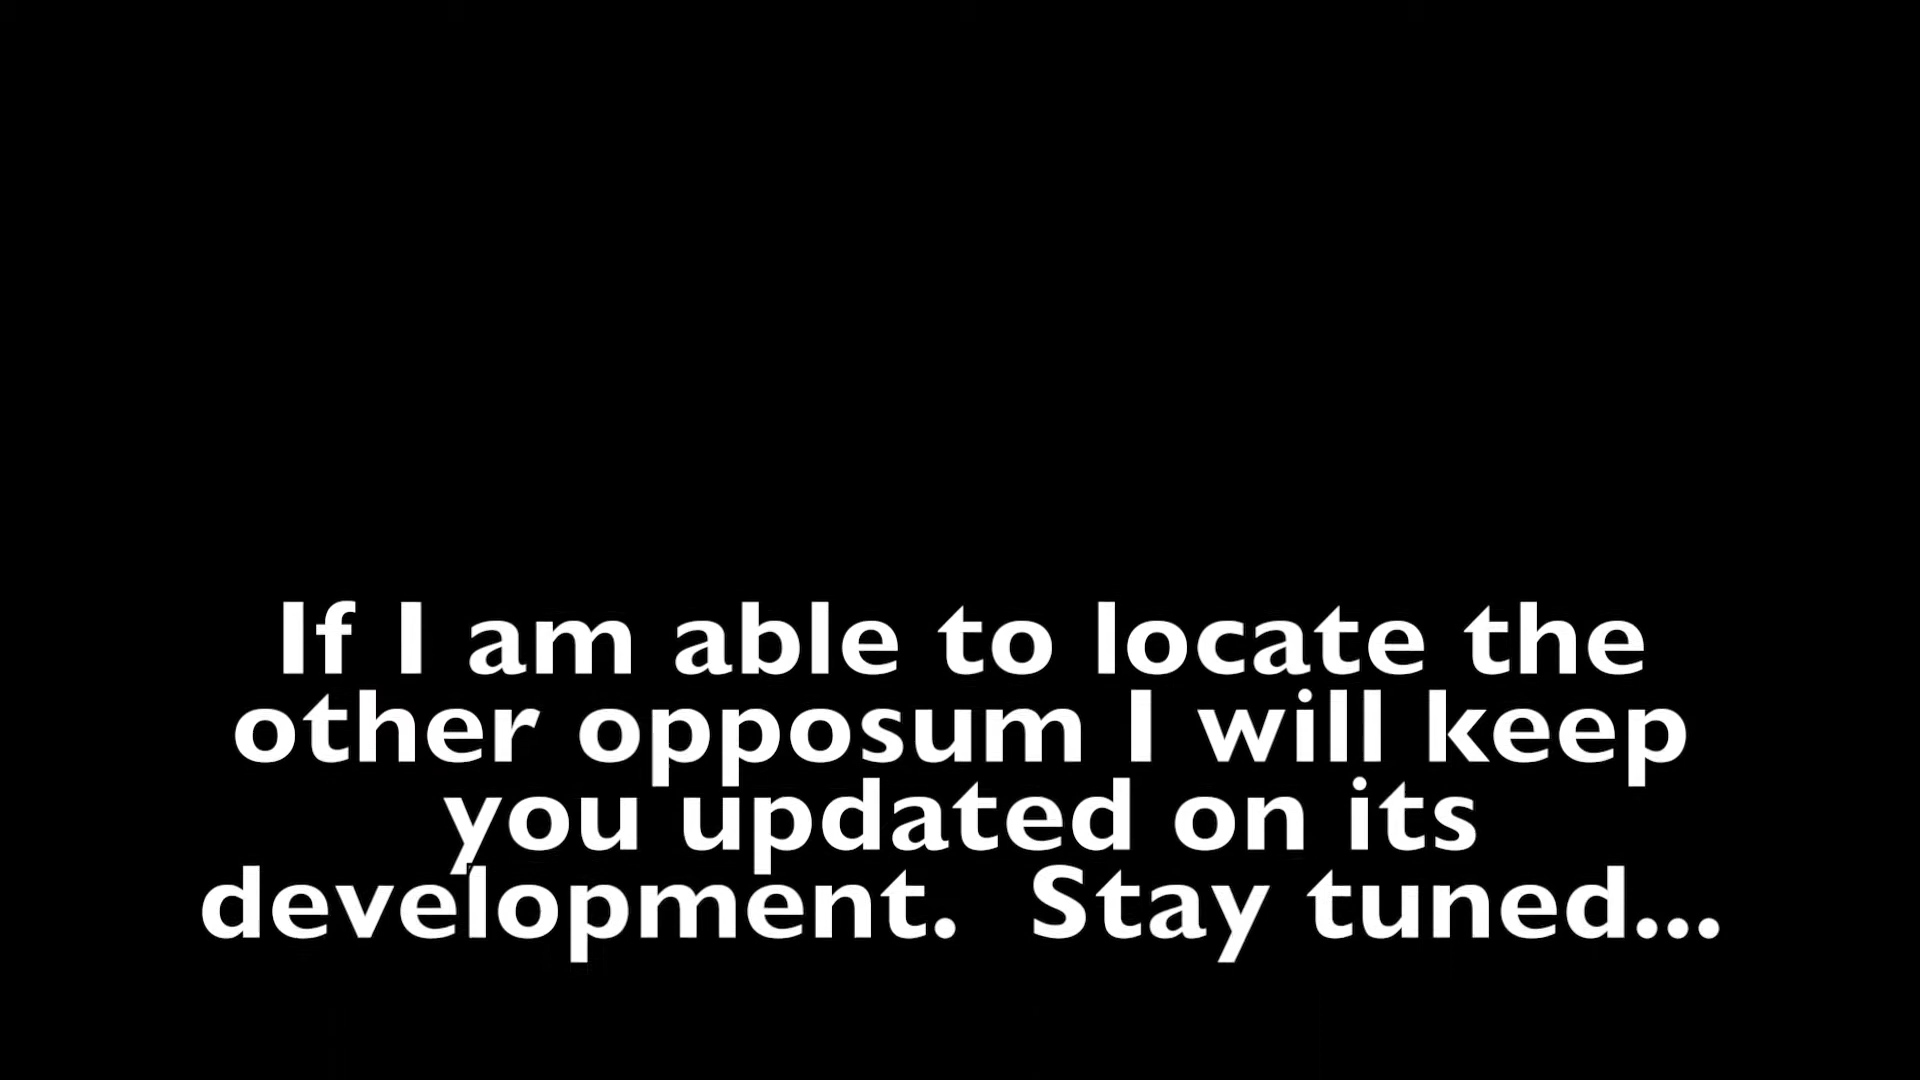 If I am able to locate the
other opposum I will keep
you updated on its
development.  Stay tuned...